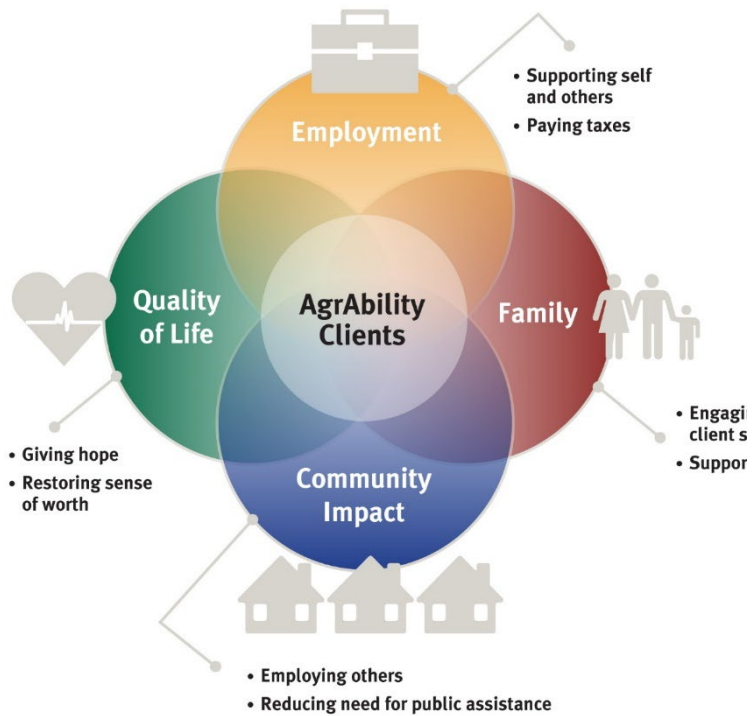 • Supporting self
and others
• Paying taxes
Employment
Quality
of Life
AgrAbility
Clients
Family
• Giving hope
• Restoring sense
of worth
•
client
•
Community
Impact
• Employing others
• Reducing need for public assistance